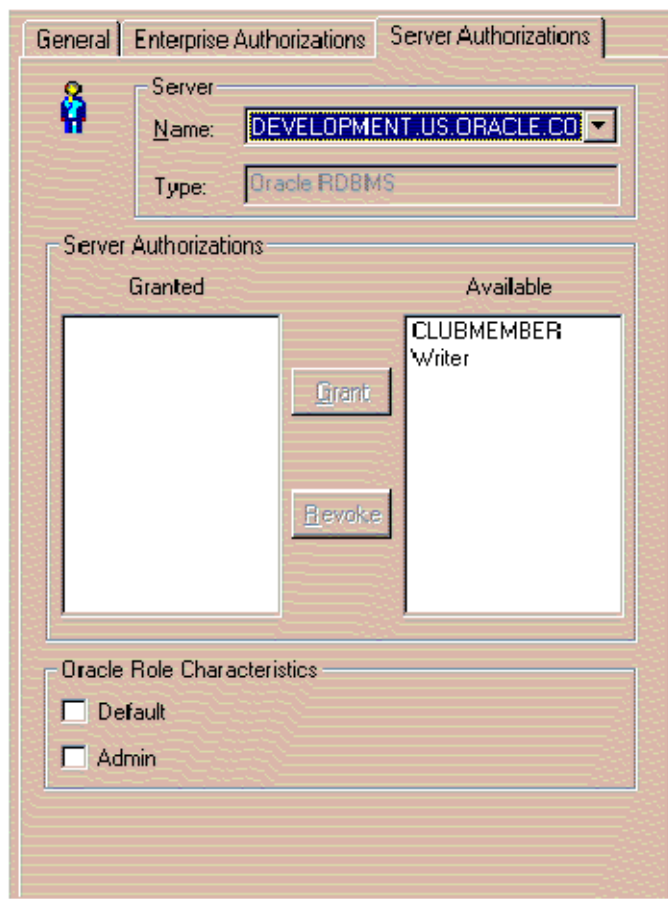 General Enterprise Authorizations Server Authorizations
Server
Name: DEVELOPMENT.US.ORACLE.CO
Type: Oracle RDBMS
Server Authorizations
Granted Available
CLUBMEMBER
Writer
Grant
Revoke
Oracle Role Characteristics
Default
Admin